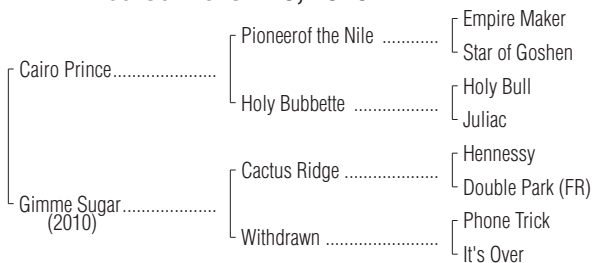 Empire Maker
Pioneerof the Nile ............
Star of Goshen
Cairo Prince.....................
Holy Bull
Holy Bubbette .................
Juliac
Hennessy
Cactus Ridge ...................
Double Park (FR)
Gimme Sugar...................
(2010)
Phone Trick
Withdrawn ......................
It's Over